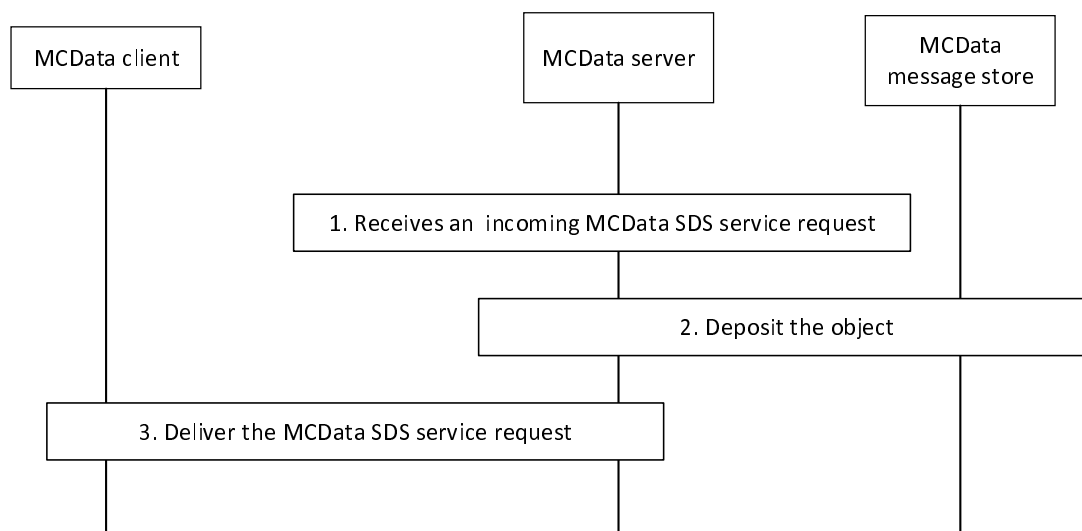 MCData client
MCData server
MCData
message store
1. Receives an  incoming MCData SDS service request
2. Deposit the object
3. Deliver the MCData SDS service request